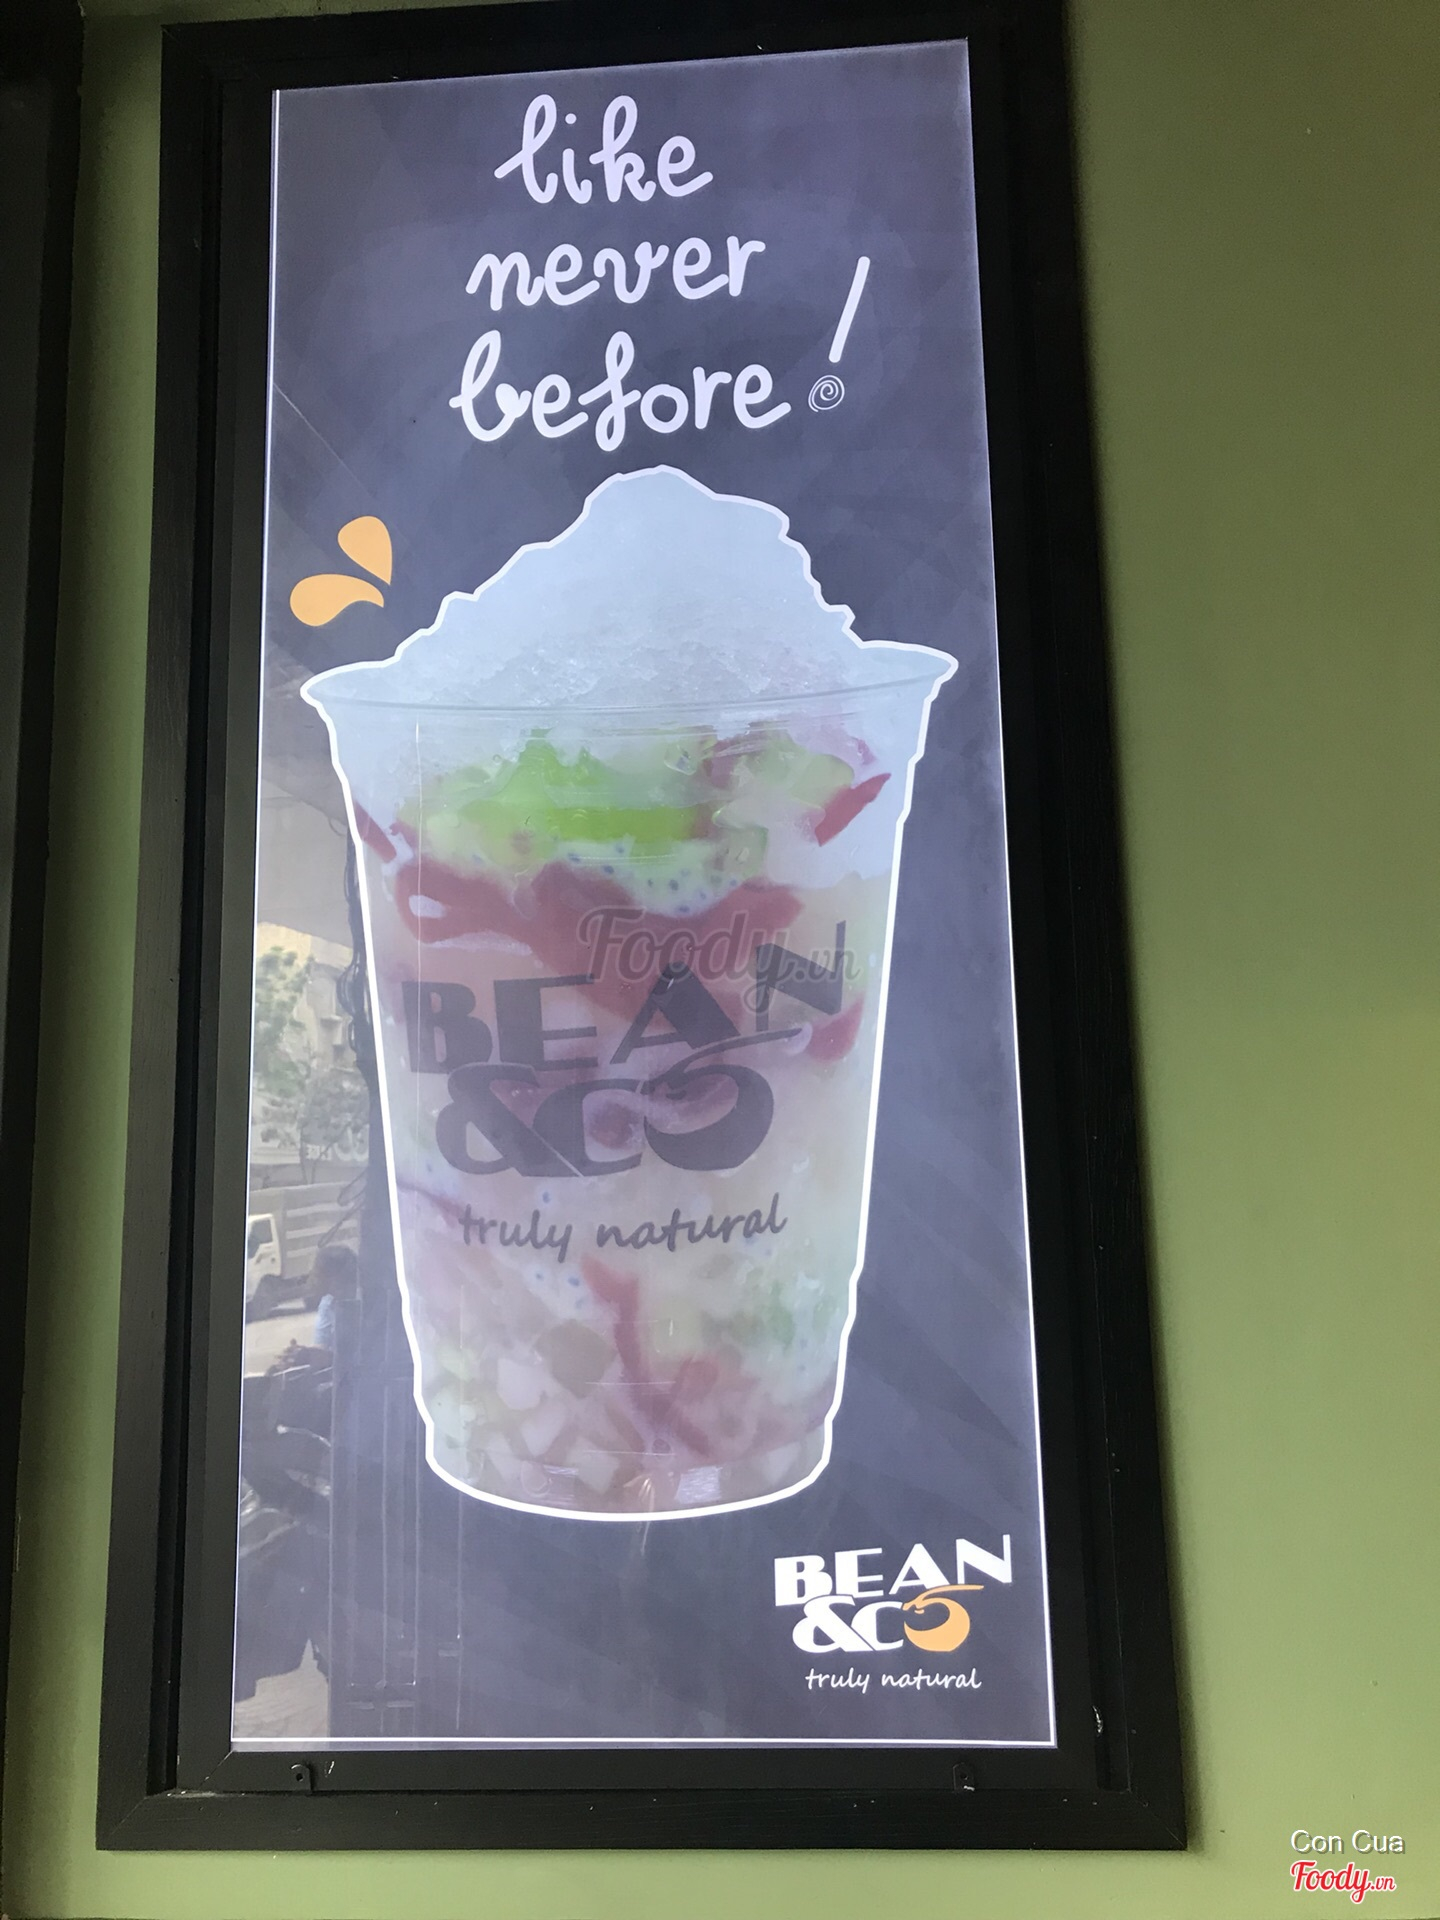 like
never
before!
Foody.vn
BEAN
&CO
truly natural
BEAN
&CO
truly natural
Con Cua
Foody.vn